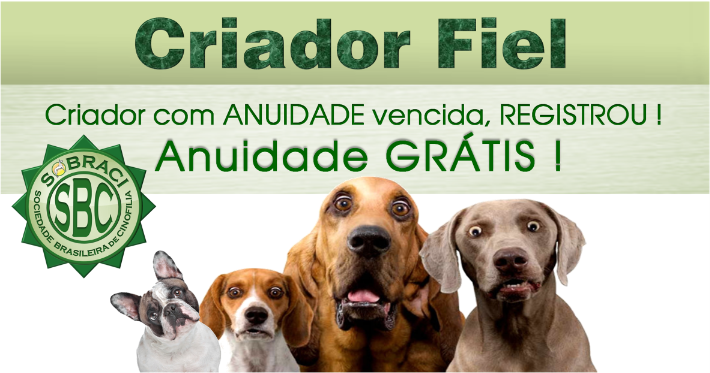 Criador Fiel
Criador com ANUIDADE vencida, REGISTROU !
Anuidade GRÁTIS !
SOBRACI
SBC
SOCIEDADE BRASILEIRA DE CINOFILIA